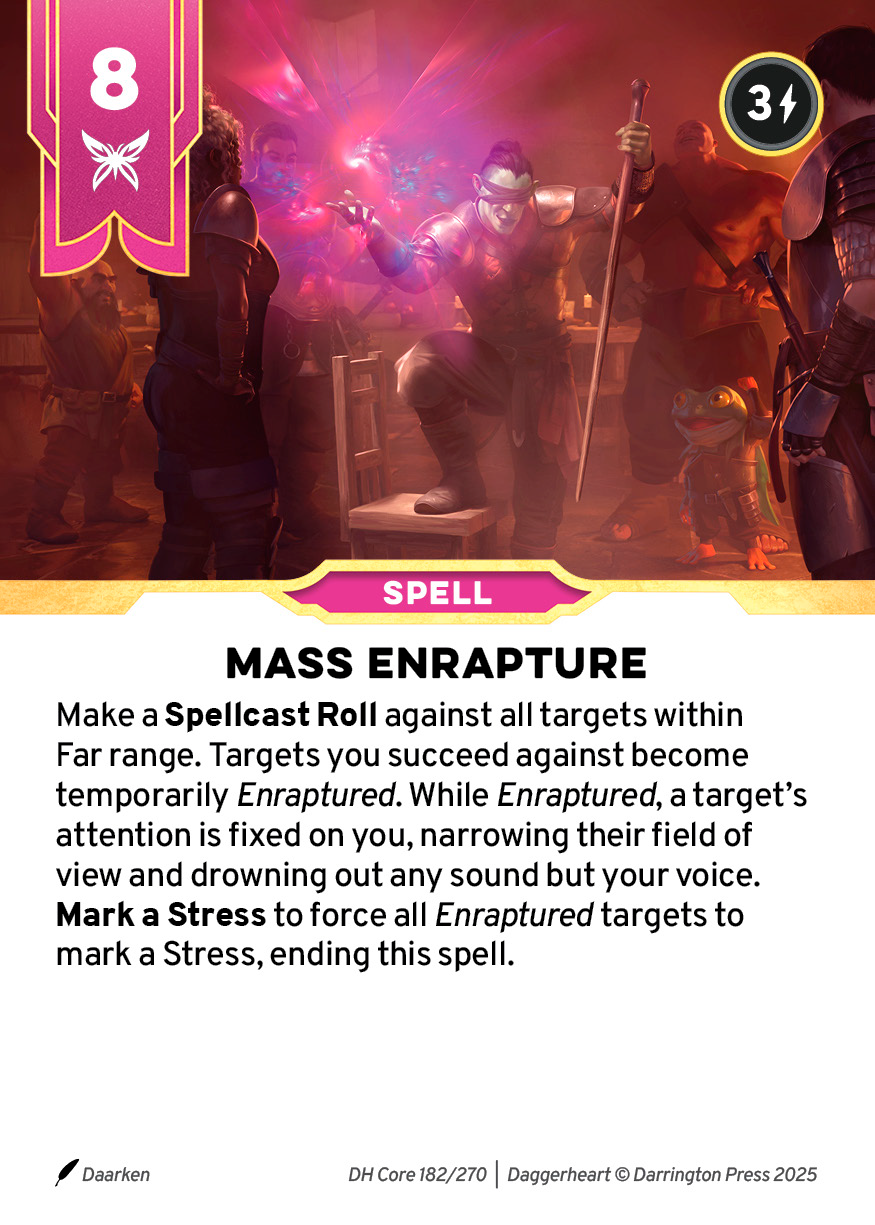 8
3
SPELL
MASS ENRAPTURE
Make a Spellcast Roll against all targets within
Far range. Targets you succeed against become
temporarily Enraptured. While Enraptured, a target’s
attention is fixed on you, narrowing their field of
view and drowning out any sound but your voice.
Mark a Stress to force all Enraptured targets to
mark a Stress, ending this spell.
Daarken
DH Core 182/270 | Daggerheart © Darrington Press 2025